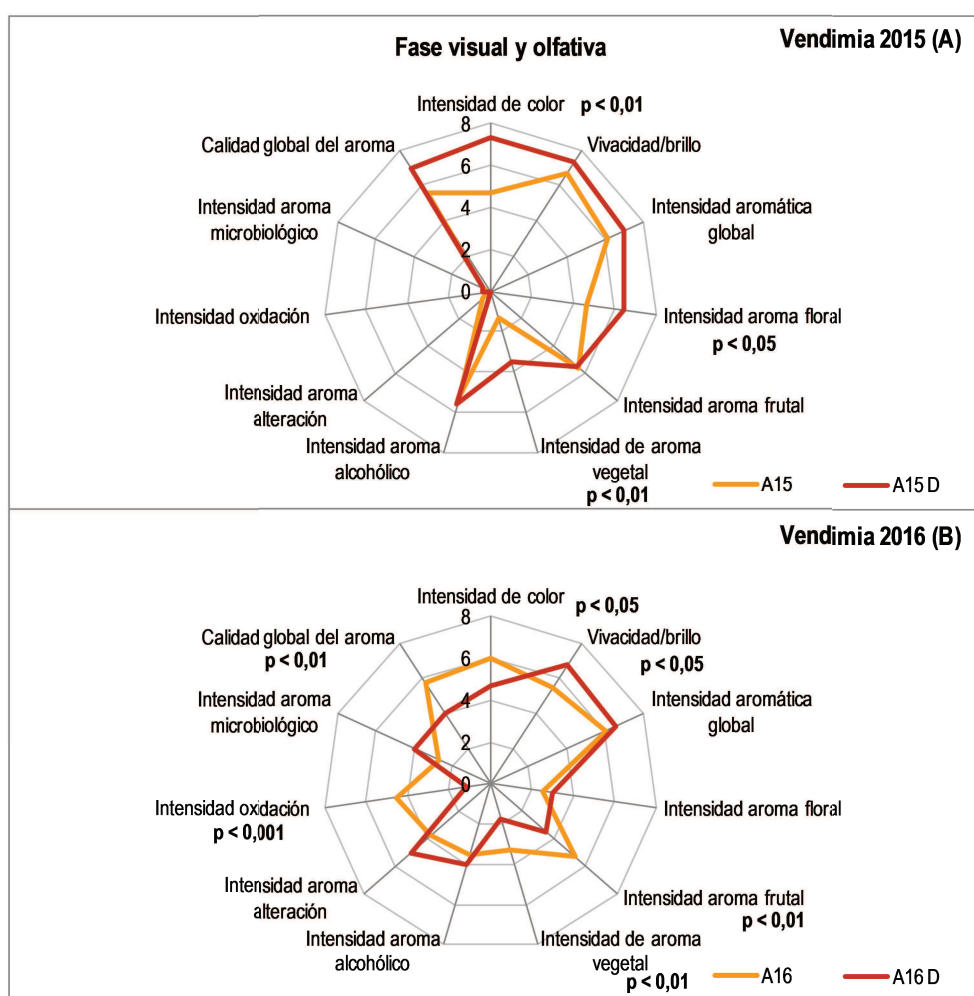 Vendimia 2015 (A)
Fase visual y olfativa
Intensidad de color p < 0,01
8
Calidad global del aroma
Vivacidad/brillo
6
Intensidad aroma
microbiológico
Intensidad aromática
global
4
2
0
Intensidad oxidación
Intensidad aroma floral
p < 0,05
Intensidad aroma
alteración
Intensidad aroma frutal
Intensidad aroma
alcohólico
Intensidad de aroma
vegetal
p < 0,01
A15
A15 D
Vendimia 2016 (B)
Intensidad de color p < 0,05
8
Calidad global del aroma
p < 0,01
Vivacidad/brillo
p < 0,05
6
Intensidad aroma
microbiológico
Intensidad aromática
global
4
2
0
Intensidad oxidación
p < 0,001
Intensidad aroma floral
Intensidad aroma
alteración
Intensidad aroma frutal
p < 0,01
Intensidad aroma
alcohólico
Intensidad de aroma
vegetal
p < 0,01
A16
A16 D